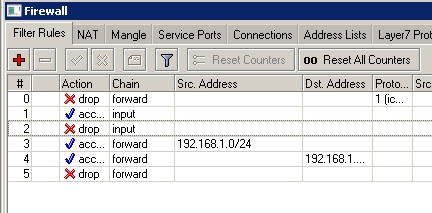 Firewall
Filter Rules NAT Mangle Service Ports Connections Address Lists Layer7 Prot
Reset Counters 00 Reset All Counters
# Action Chain Src. Address Dst. Address Proto... Src
0 drop forward 1 (ic...
1 acc... input
2 drop input
3 acc... forward 192.168.1.0/24
4 acc... forward 192.168.1....
5 drop forward